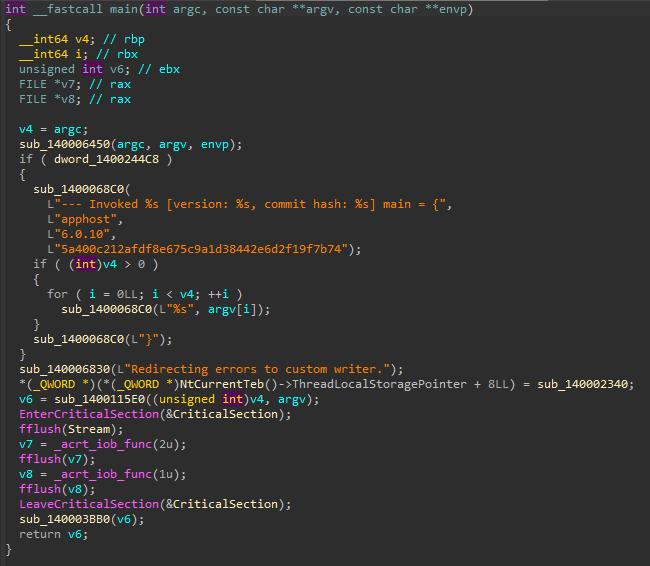 int __fastcall main(int argc, const char **argv, const char **envp)
{
  __int64 v4; // rbp
  __int64 i; // rbx
  unsigned int v6; // ebx
  FILE *v7; // rax
  FILE *v8; // rax

  v4 = argc;
  sub_140006450(argc, argv, envp);
  if ( dword_1400244C8 )
  {
    sub_1400068C0(
      L"--- Invoked %s [version: %s, commit hash: %s] main = {",
      L"apphost",
      L"6.0.10",
      L"5a400c212afdf8e675c9a1d38442e6d2f19f7b74");
    if ( (int)v4 > 0 )
    {
      for ( i = 0LL; i < v4; ++i )
        sub_1400068C0(L"%s", argv[i]);
    }
    sub_1400068C0(L"}");
  }
  sub_140006830(L"Redirecting errors to custom writer.");
  *(_QWORD *)(*(_QWORD *)NtCurrentTeb()->ThreadLocalStoragePointer + 8LL) = sub_140002340;
  v6 = sub_1400115E0((unsigned int)v4, argv);
  EnterCriticalSection(&CriticalSection);
  fflush(Stream);
  v7 = _acrt_iob_func(2u);
  fflush(v7);
  v8 = _acrt_iob_func(1u);
  fflush(v8);
  LeaveCriticalSection(&CriticalSection);
  sub_140003BB0(v6);
  return v6;
}